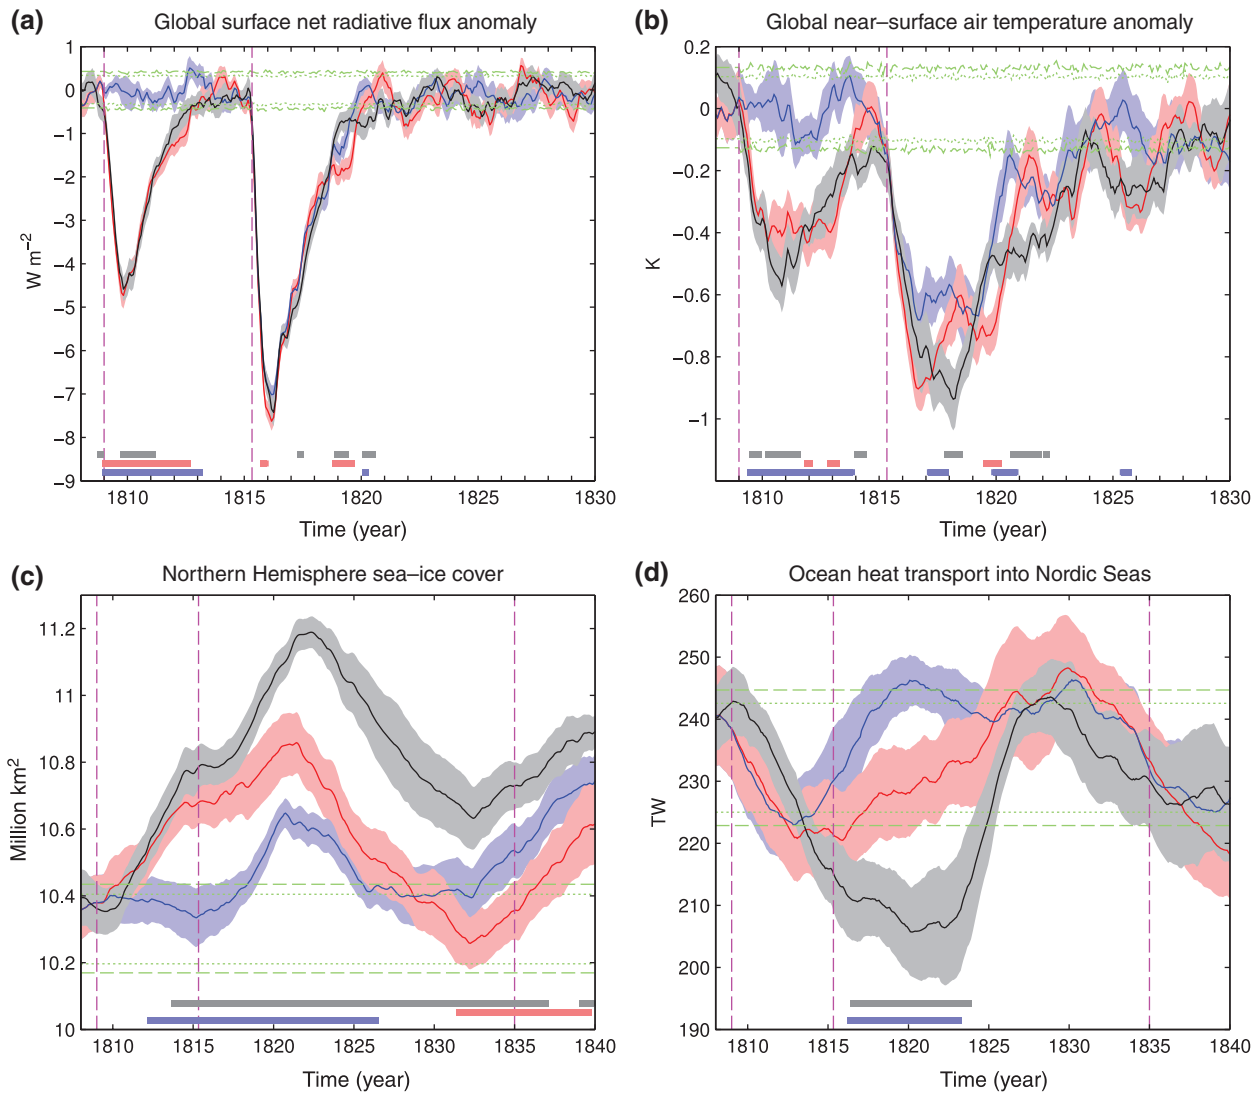 (a) Global surface net radiative flux anomaly
1
0
−1
−2
−3
−4
−5
−6
−7
−8
−9
W m−2
1810 1815 1820 1825 1830
Time (year)
(b) Global near–surface air temperature anomaly
0.2
0
−0.2
−0.4
−0.6
−0.8
−1
K
1810 1815 1820 1825 1830
Time (year)
(c) Northern Hemisphere sea–ice cover
11.2
11
10.8
10.6
10.4
10.2
10
Million km2
1810 1815 1820 1825 1830 1835 1840
Time (year)
(d) Ocean heat transport into Nordic Seas
260
250
240
230
220
210
200
190
TW
1810 1815 1820 1825 1830 1835 1840
Time (year)